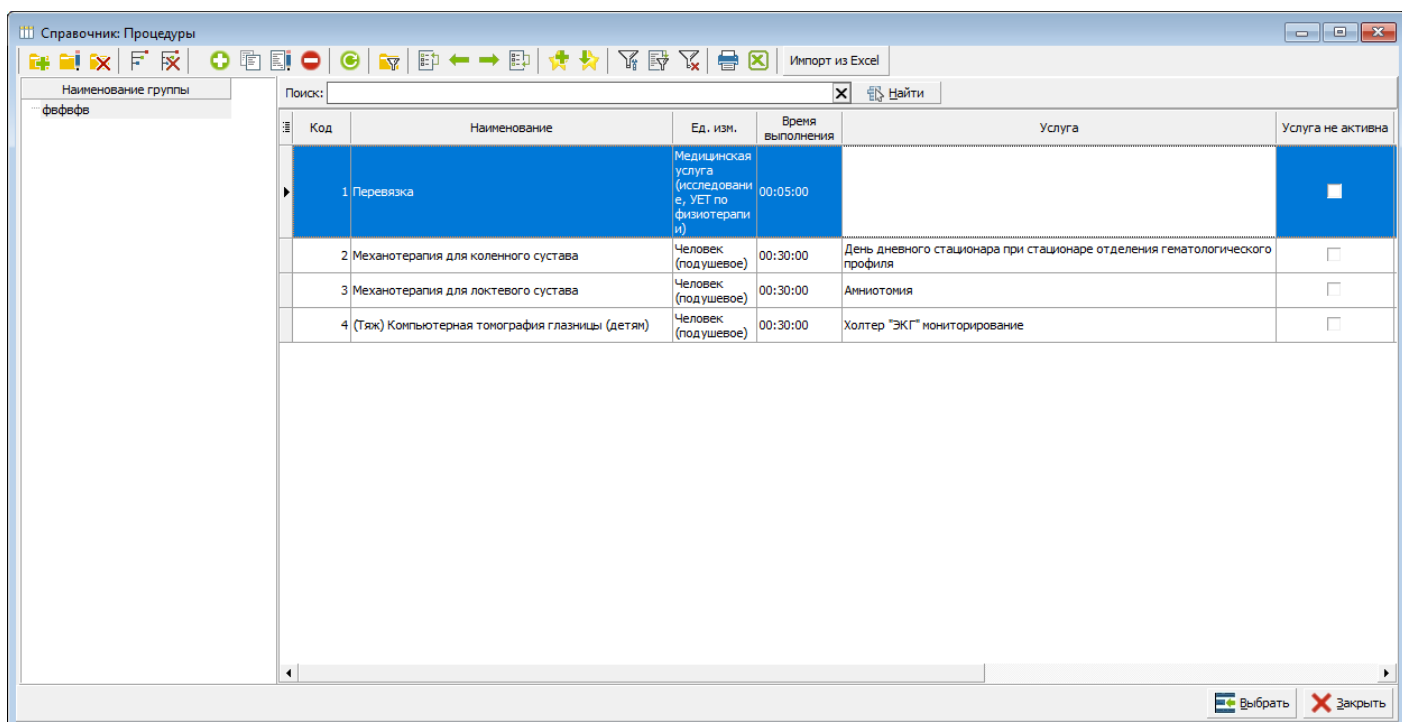 Справочник: Процедуры
Импорт из Excel
Наименование группы
фвфвфв
Поиск:
Найти
Код
Наименование
Ед. изм.
Время
выполнения
Услуга
Услуга не активна
1
Перевязка
Медицинская
услуга
(исследовани
е, УЕТ по
физиотерапи
и)
00:05:00
2
Механотерапия для коленного сустава
Человек
(подушевое)
00:30:00
День дневного стационара при стационаре отделения гематологического
профиля
3
Механотерапия для локтевого сустава
Человек
(подушевое)
00:30:00
Амниотомия
4
(Тяж) Компьютерная томография глазницы (детям)
Человек
(подушевое)
00:30:00
Холтер "ЭКГ" мониторирование
Выбрать
Закрыть